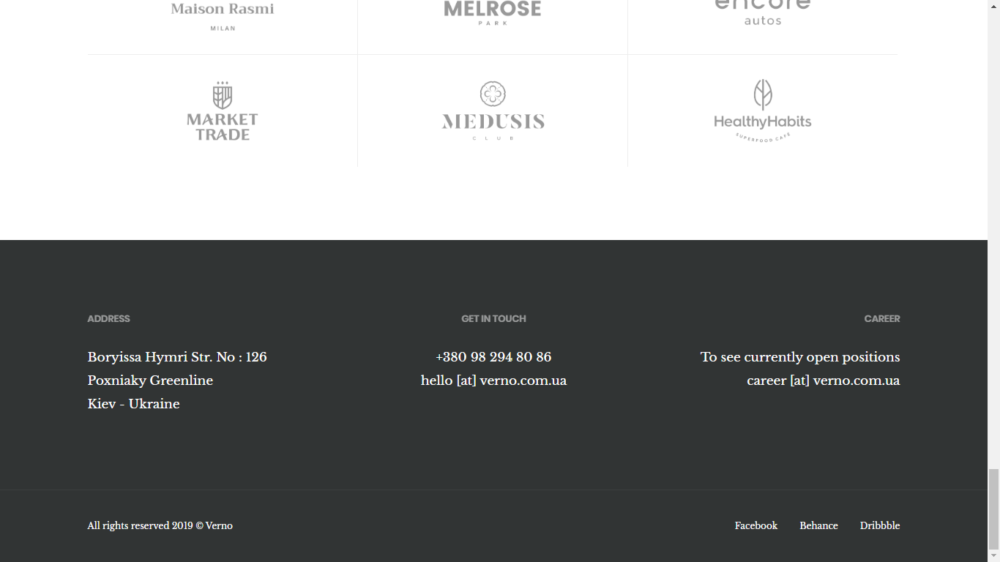 Maison Rasmi
MILAN
MELROSE
PARK
encore
autos
MARKET
TRADE
MEDUSIS
CLUB
HealthyHabits
SUPERFOOD CAFE
ADDRESS
Boryissa Hymri Str. No : 126
Poxniaky Greenline
Kiev - Ukraine
GET IN TOUCH
+380 98 294 80 86
hello [at] verno.com.ua
CAREER
To see currently open positions
career [at] verno.com.ua
All rights reserved 2019 © Verno
Facebook Behance Dribbble